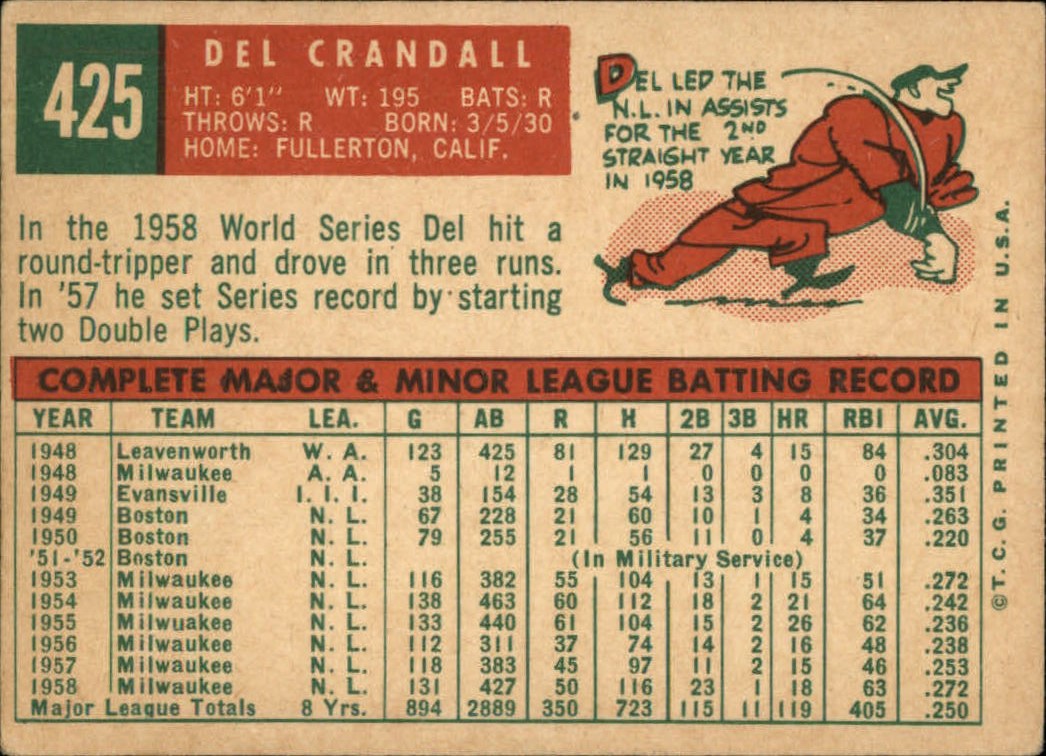 425
DEL CRANDALL
HT: 6'1" WT: 195 BATS: R
THROWS: R BORN: 3/5/30
HOME: FULLERTON, CALIF.
DEL LED THE
N.L. IN ASSISTS
FOR THE 2ND
STRAIGHT YEAR
IN 1958
In the 1958 World Series Del hit a
round-tripper and drove in three runs.
In '57 he set Series record by starting
two Double Plays.
COMPLETE MAJOR & MINOR LEAGUE BATTING RECORD
YEAR TEAM LEA. G AB R H 2B 3B HR RBI AVG.
1948 Leavenworth W. A. 123 425 81 129 27 4 15 84 .304
1948 Milwaukee A. A. 5 12 1 1 0 0 0 0 .083
1949 Evansville I. I. I. 38 154 28 54 13 3 8 36 .351
1949 Boston N. L. 67 228 21 60 10 1 4 34 .263
1950 Boston N. L. 79 255 21 56 11 0 4 37 .220
'51-'52 Boston N. L. (In Military Service)
1953 Milwaukee N. L. 116 382 55 104 13 1 15 51 .272
1954 Milwaukee N. L. 138 463 60 112 18 2 21 64 .242
1955 Milwuakee N. L. 133 440 61 104 15 2 26 62 .236
1956 Milwaukee N. L. 112 311 37 74 14 2 16 48 .238
1957 Milwaukee N. L. 118 383 45 97 11 2 15 46 .253
1958 Milwaukee N. L. 131 427 50 116 23 1 18 63 .272
Major League Totals 8 Yrs. 894 2889 350 723 115 11 119 405 .250
©T. C. G. PRINTED IN U.S.A.